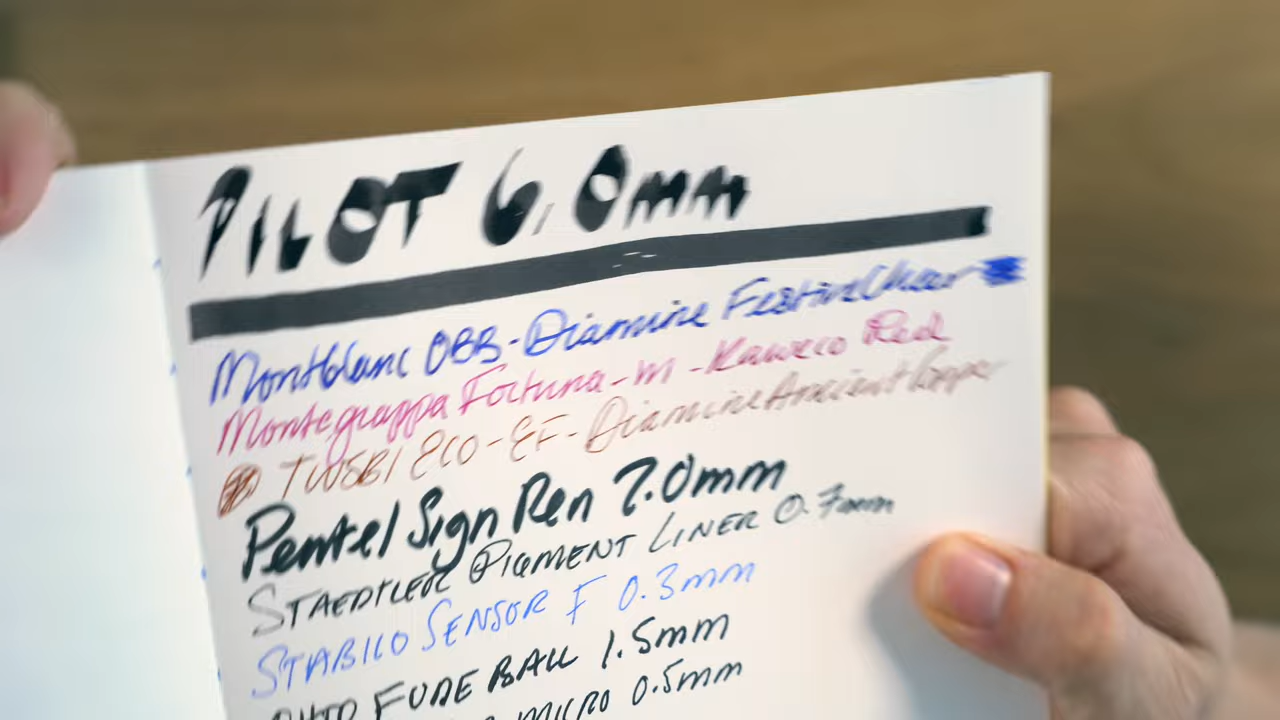 PILOT 6.0mm
Montblanc OBB - Diamine Festive Cheer
Montegrappa Fortuna - m - Kaweco Red
TWSBI ECO - EF - Diamine Ancient Copper
Pentel Sign Pen 2.0mm
STAEDTLER PIGMENT LINER 0.7mm
STABILO SENSOR F 0.3mm
OHTO FUDE BALL 1.5mm
MICRO 0.5mm